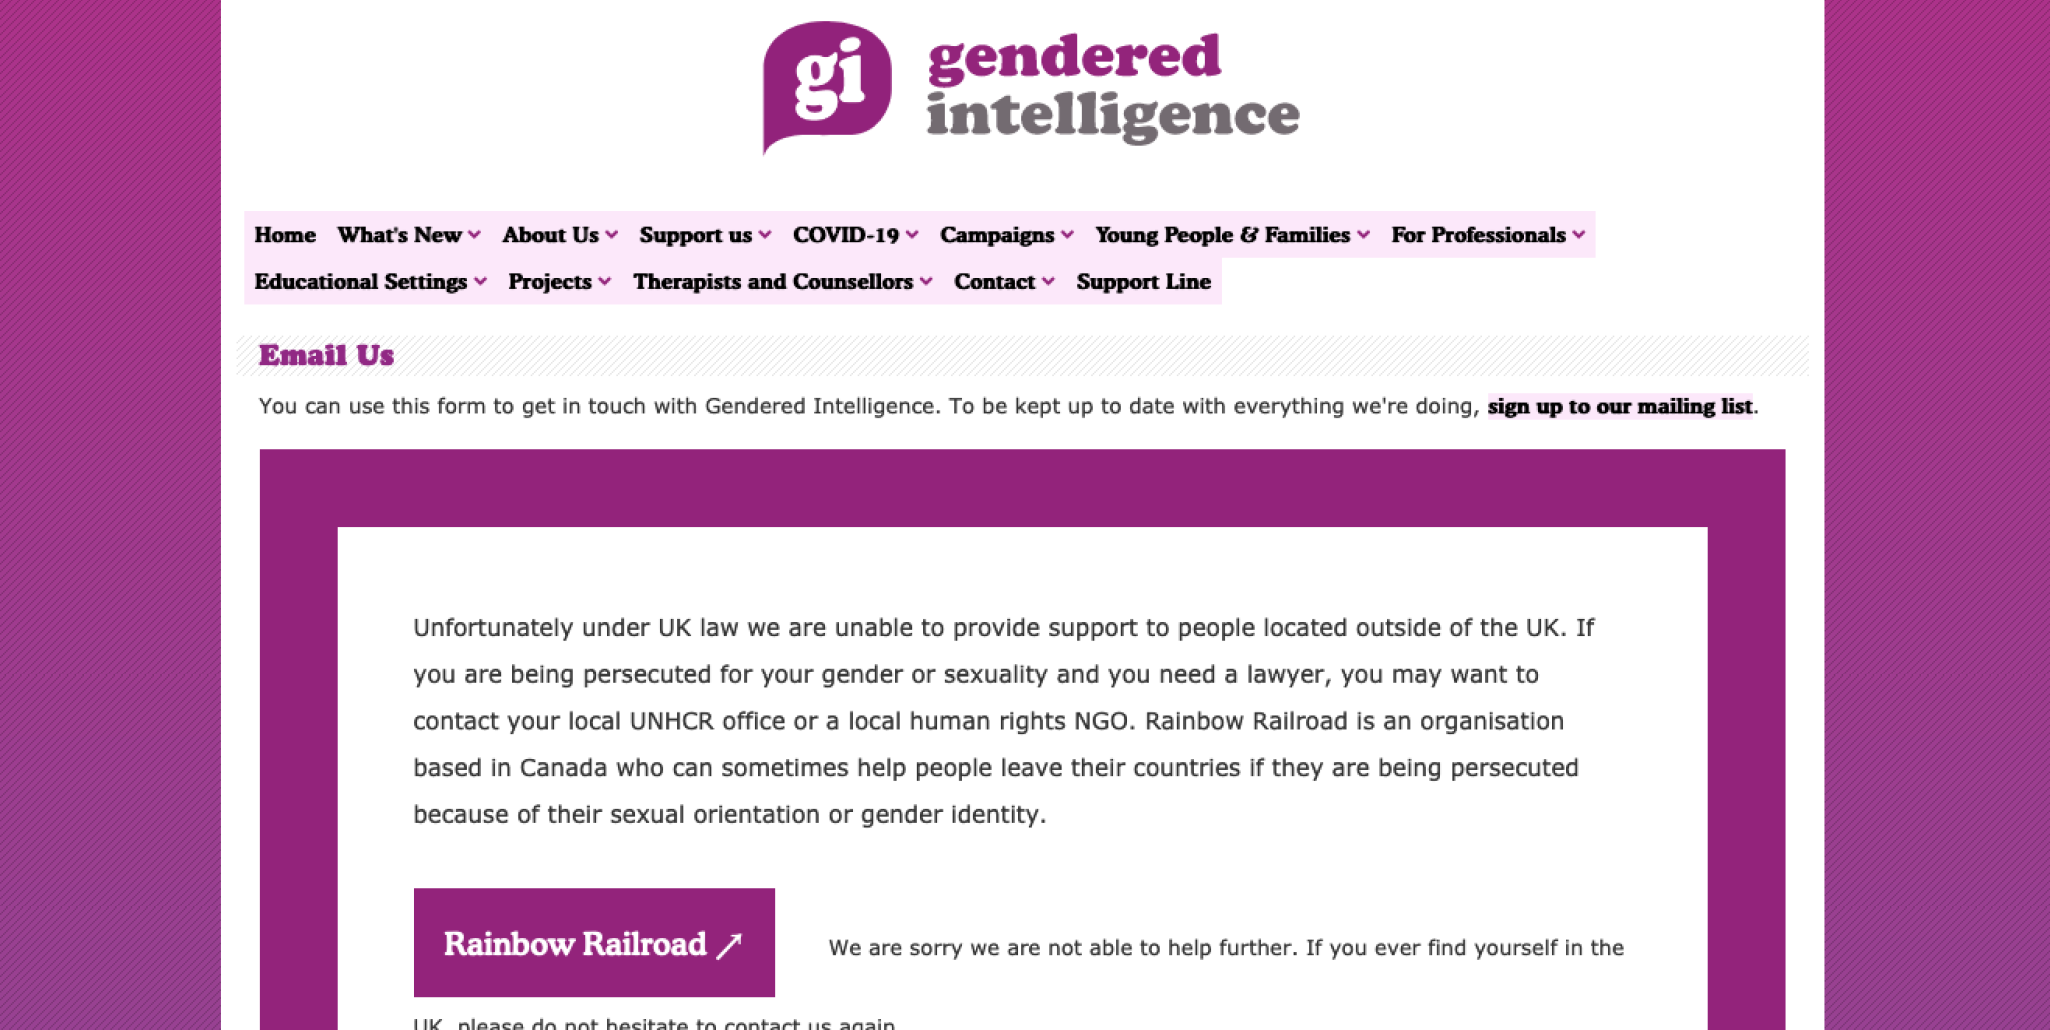 gi
gendered
intelligence
Home What's New About Us Support us COVID-19 Campaigns Young People & Families For Professionals
Educational Settings Projects Therapists and Counsellors Contact Support Line
Email Us
You can use this form to get in touch with Gendered Intelligence. To be kept up to date with everything we're doing, sign up to our mailing list.
Unfortunately under UK law we are unable to provide support to people located outside of the UK. If
you are being persecuted for your gender or sexuality and you need a lawyer, you may want to
contact your local UNHCR office or a local human rights NGO. Rainbow Railroad is an organisation
based in Canada who can sometimes help people leave their countries if they are being persecuted
because of their sexual orientation or gender identity.
Rainbow Railroad ↗ We are sorry we are not able to help further. If you ever find yourself in the
UK, please do not hesitate to contact us again